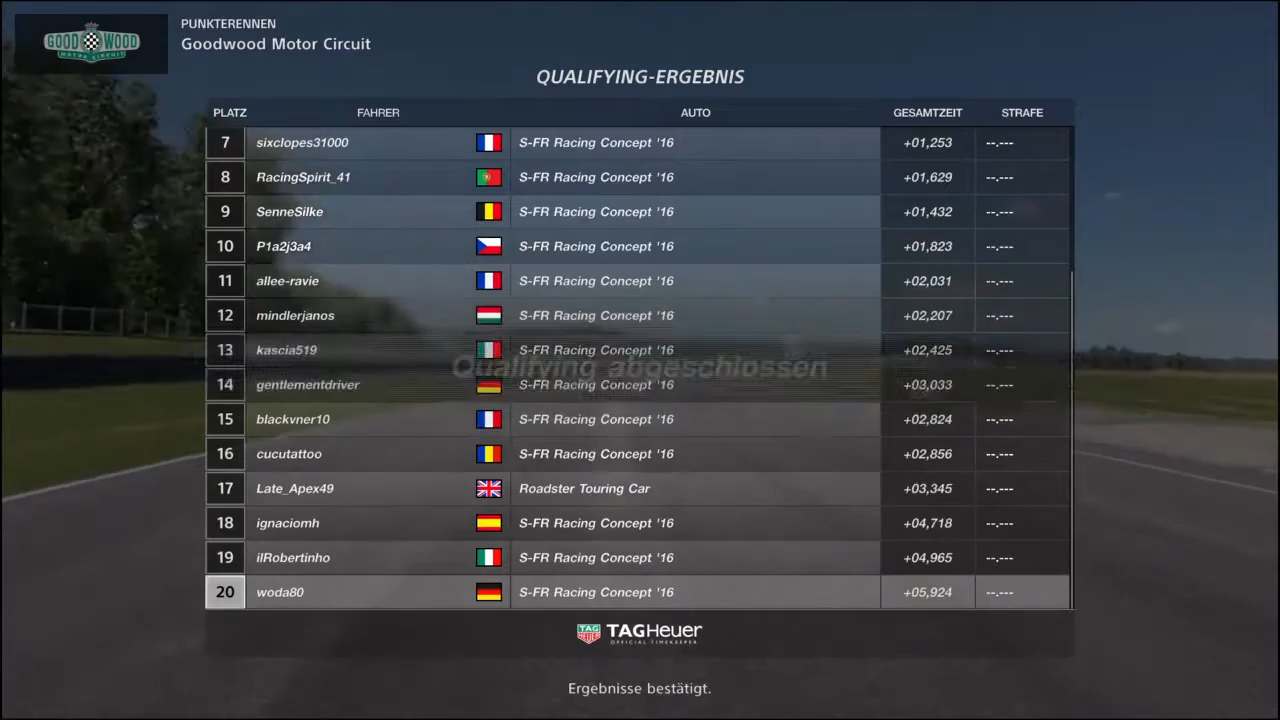 GOODWOOD
MOTOR CIRCUIT
PUNKTERENNEN
Goodwood Motor Circuit
QUALIFYING-ERGEBNIS
PLATZ FAHRER AUTO GESAMTZEIT STRAFE
7 sixclopes31000 S-FR Racing Concept '16 +01,253 --.---
8 RacingSpirit_41 S-FR Racing Concept '16 +01,629 --.---
9 SenneSilke S-FR Racing Concept '16 +01,432 --.---
10 P1a2j3a4 S-FR Racing Concept '16 +01,823 --.---
11 allee-ravie S-FR Racing Concept '16 +02,031 --.---
12 mindlerjanos S-FR Racing Concept '16 +02,207 --.---
13 kascia519 S-FR Racing Concept '16 +02,425 --.---
Qualifying abgeschlossen
14 gentlementdriver S-FR Racing Concept '16 +03,033 --.---
15 blackvner10 S-FR Racing Concept '16 +02,824 --.---
16 cucutattoo S-FR Racing Concept '16 +02,856 --.---
17 Late_Apex49 Roadster Touring Car +03,345 --.---
18 ignaciomh S-FR Racing Concept '16 +04,718 --.---
19 ilRobertinho S-FR Racing Concept '16 +04,965 --.---
20 woda80 S-FR Racing Concept '16 +05,924 --.---
TAG HEUER TAGHeuer
OFFICIAL TIMEKEEPER
Ergebnisse bestätigt.